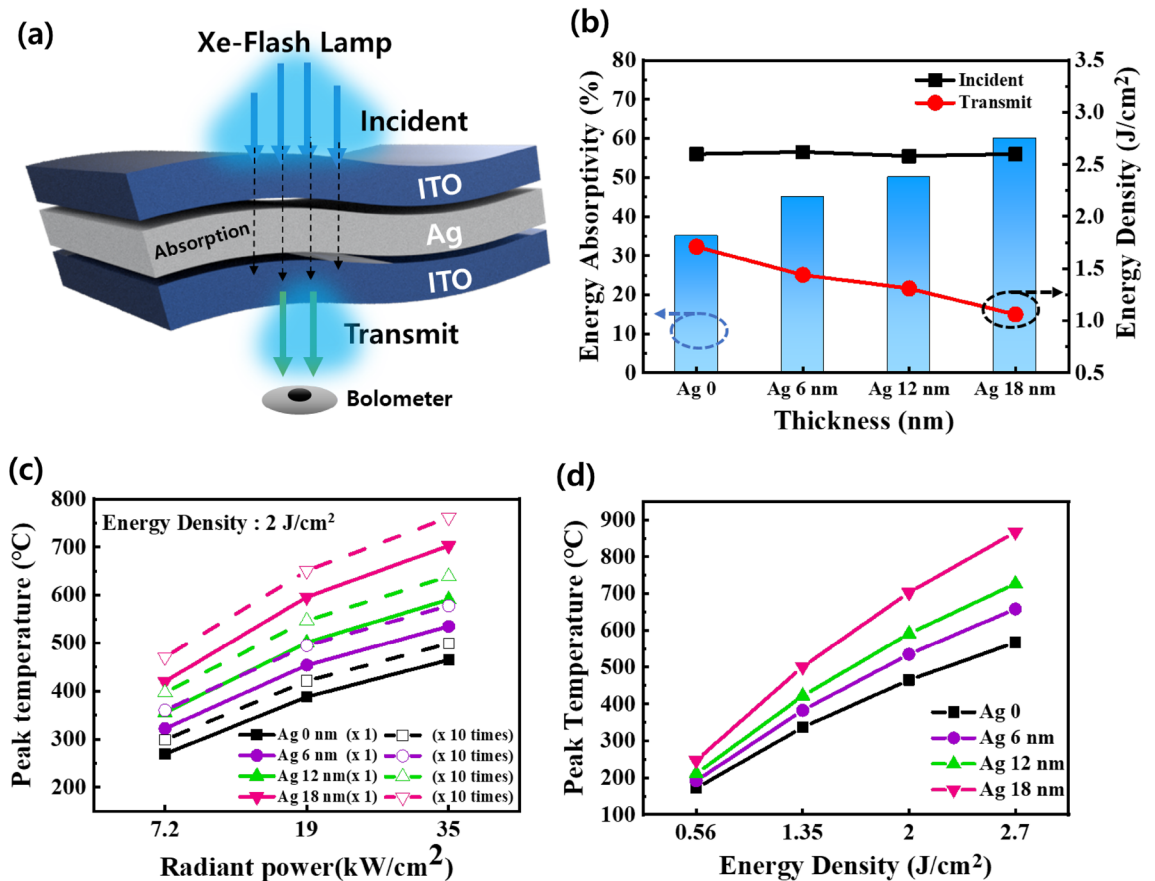 (a)
Xe-Flash Lamp
Incident
ITO
Absorption
Ag
ITO
Transmit
Bolometer
(b)
Energy Absorptivity (%)
80
70
60
50
40
30
20
10
0
Incident
Transmit
3.5
3.0
2.5
2.0
1.5
1.0
0.5
Energy Density (J/cm²)
Ag 0 Ag 6 nm Ag 12 nm Ag 18 nm
Thickness (nm)
(c)
Peak temperature (℃)
800
700
600
500
400
300
200
Energy Density : 2 J/cm²
Ag 0 nm (x 1) (x 10 times)
Ag 6 nm (x 1) (x 10 times)
Ag 12 nm(x 1) (x 10 times)
Ag 18 nm(x 1) (x 10 times)
7.2 19 35
Radiant power(kW/cm²)
(d)
Peak Temperature (℃)
900
800
700
600
500
400
300
200
100
Ag 0
Ag 6 nm
Ag 12 nm
Ag 18 nm
0.56 1.35 2 2.7
Energy Density (J/cm²)